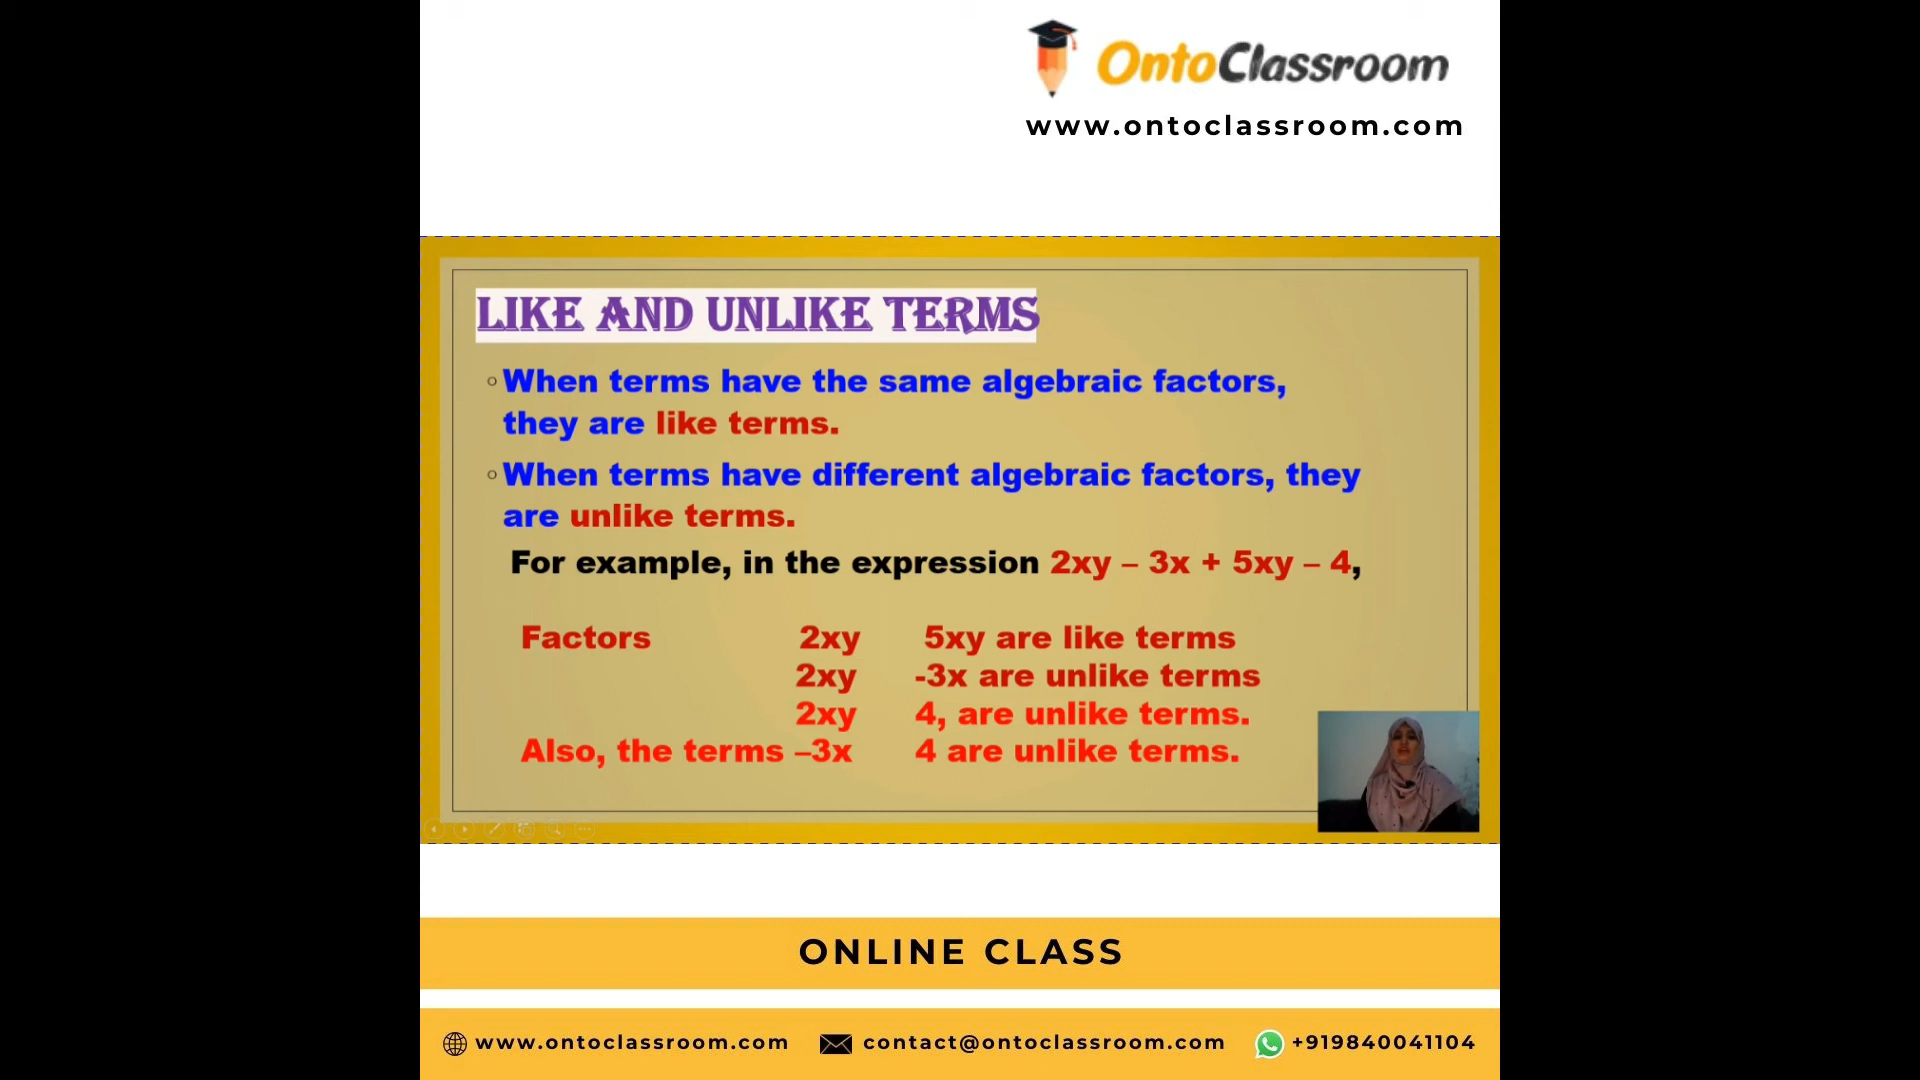 OntoClassroom
www.ontoclassroom.com
LIKE AND UNLIKE TERMS
When terms have the same algebraic factors,
they are like terms.
When terms have different algebraic factors, they
are unlike terms.
For example, in the expression 2xy – 3x + 5xy – 4,
Factors 2xy 5xy are like terms
2xy -3x are unlike terms
2xy 4, are unlike terms.
Also, the terms –3x 4 are unlike terms.
ONLINE CLASS
www.ontoclassroom.com contact@ontoclassroom.com +919840041104